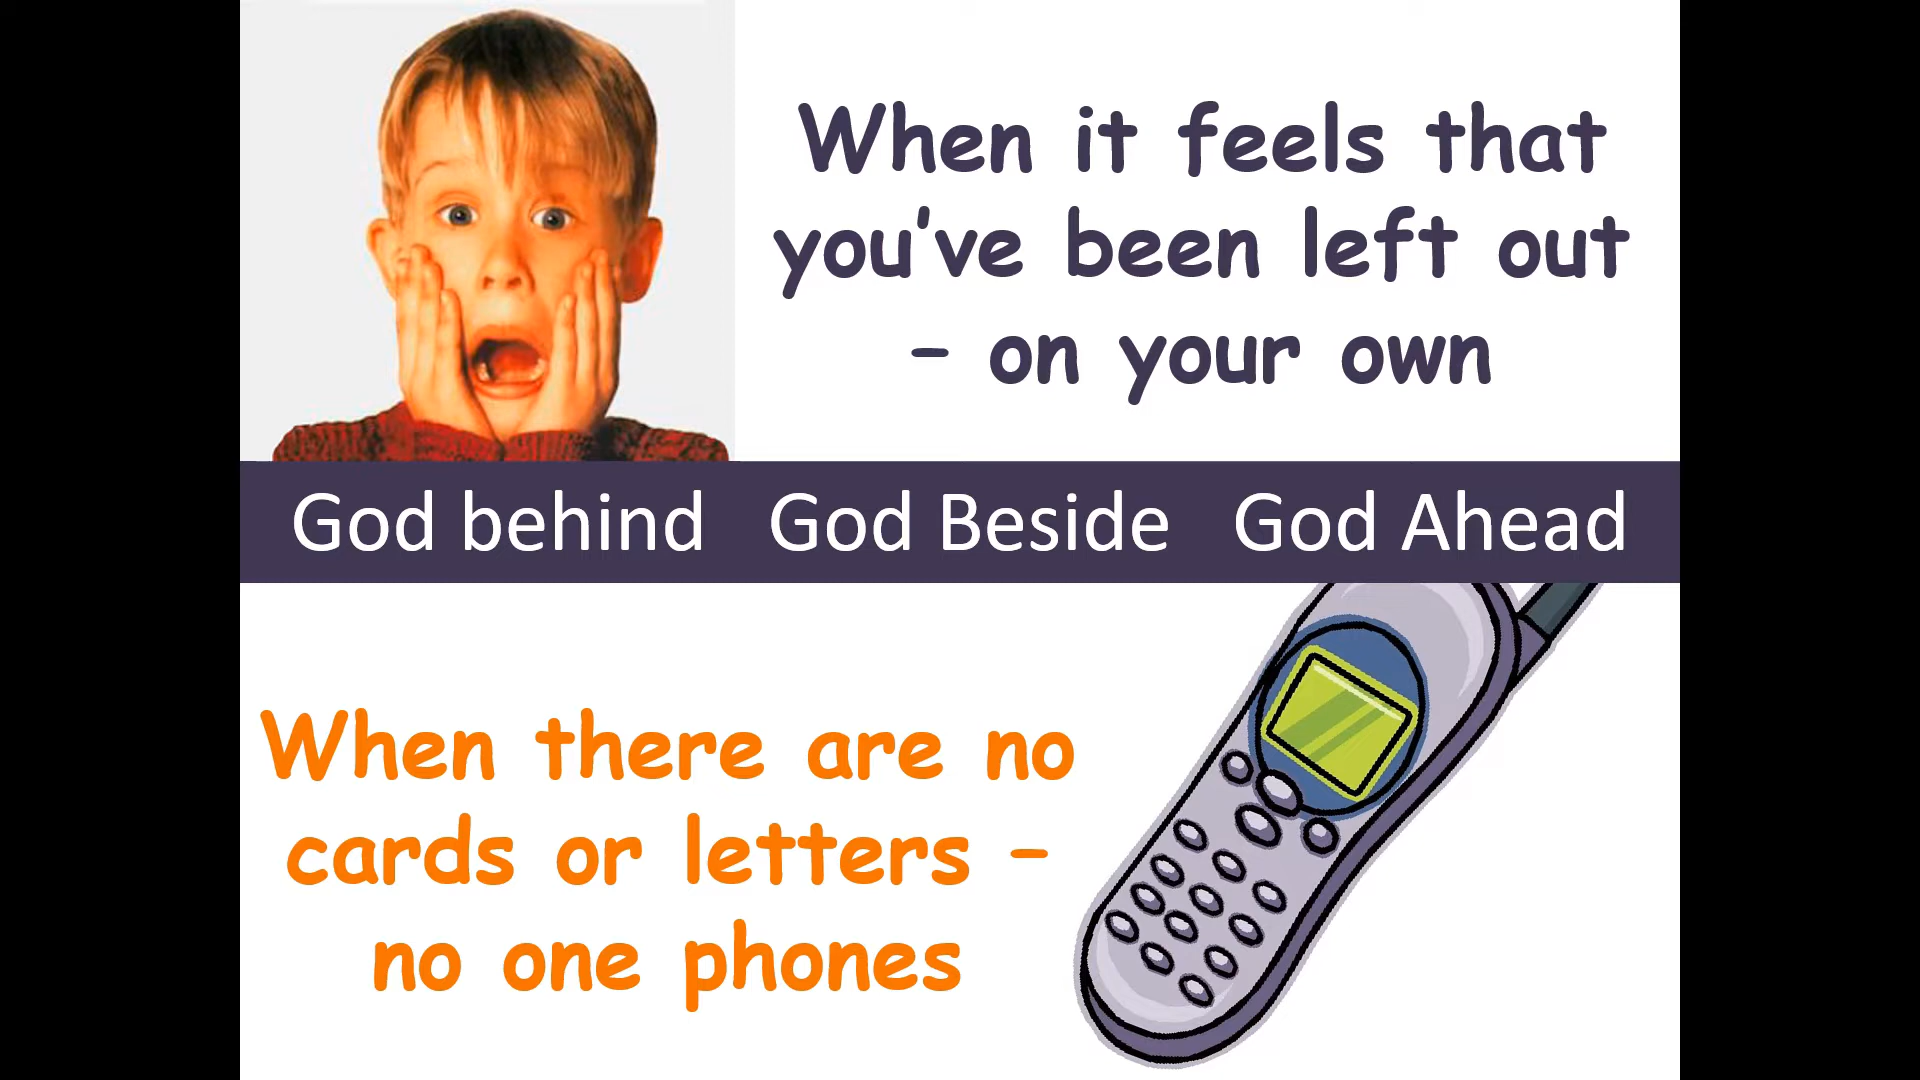 When it feels that
you've been left out
– on your own
God behind God Beside God Ahead
When there are no
cards or letters –
no one phones